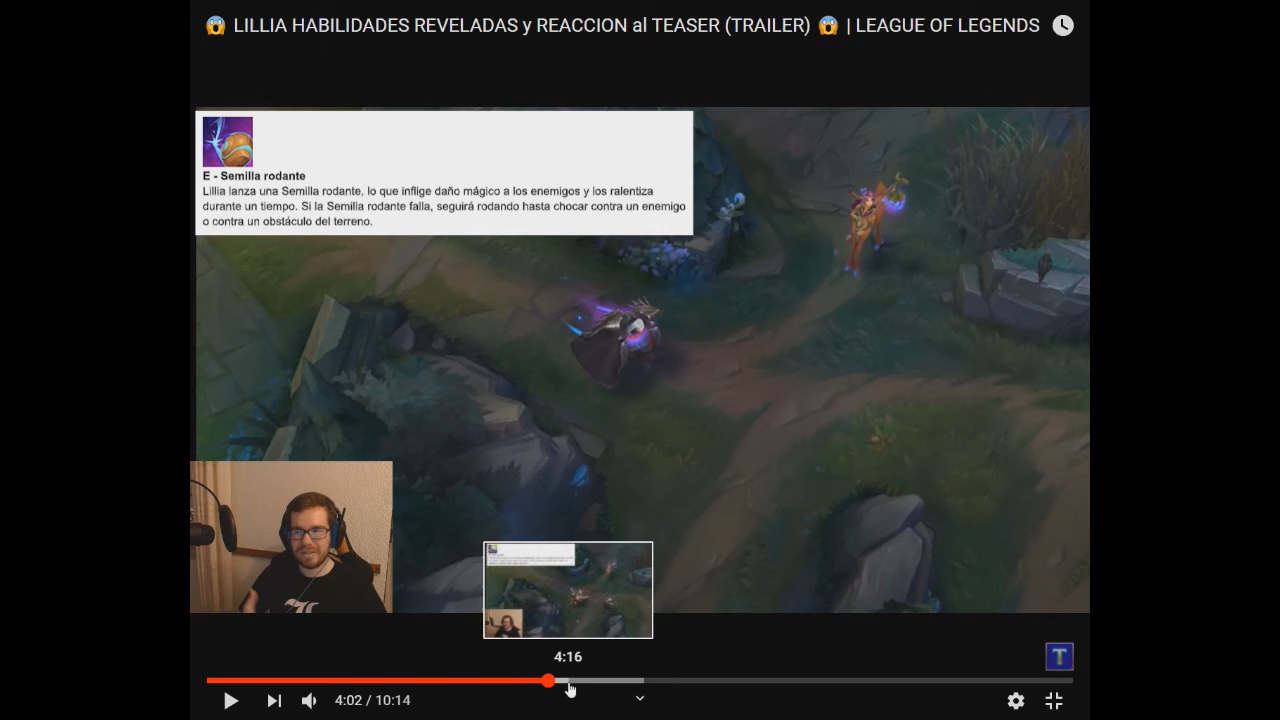 😱 LILLIA HABILIDADES REVELADAS y REACCION al TEASER (TRAILER) 😱 | LEAGUE OF LEGENDS
E - Semilla rodante
Lillia lanza una Semilla rodante, lo que inflige daño mágico a los enemigos y los ralentiza
durante un tiempo. Si la Semilla rodante falla, seguirá rodando hasta chocar contra un enemigo
o contra un obstáculo del terreno.
4:16
T
4:02 / 10:14